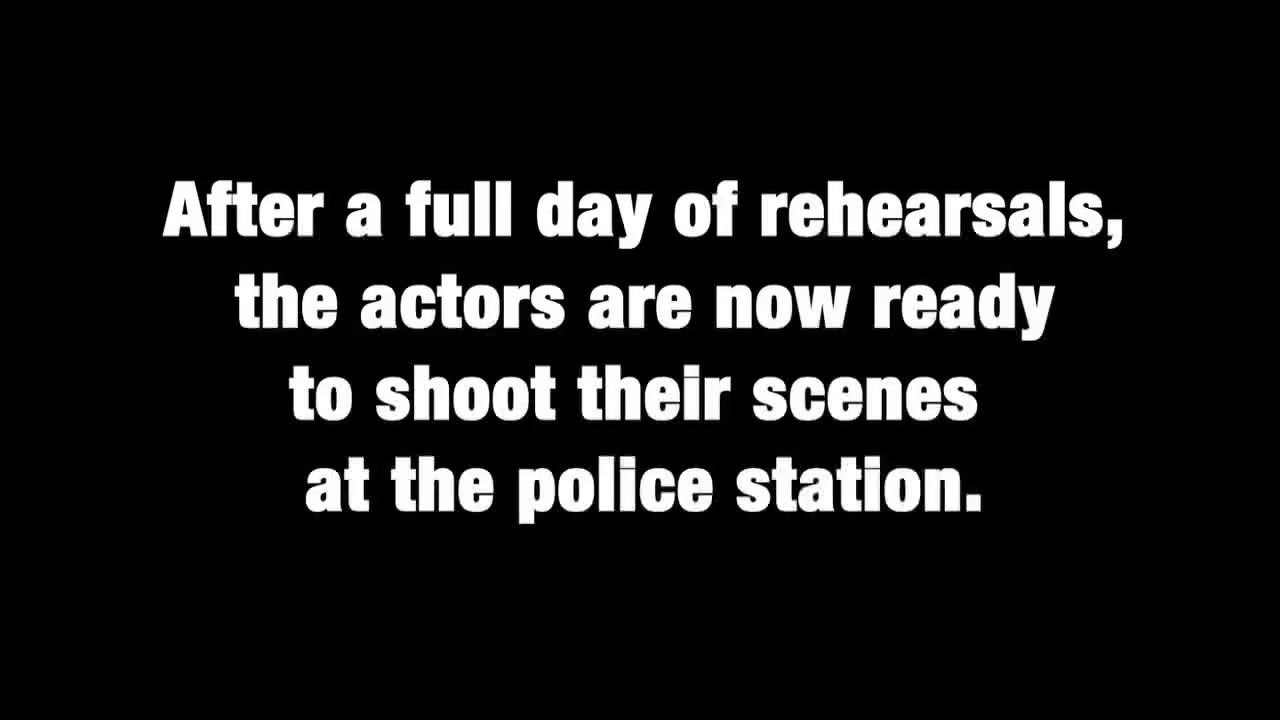 After a full day of rehearsals,
the actors are now ready
to shoot their scenes
at the police station.